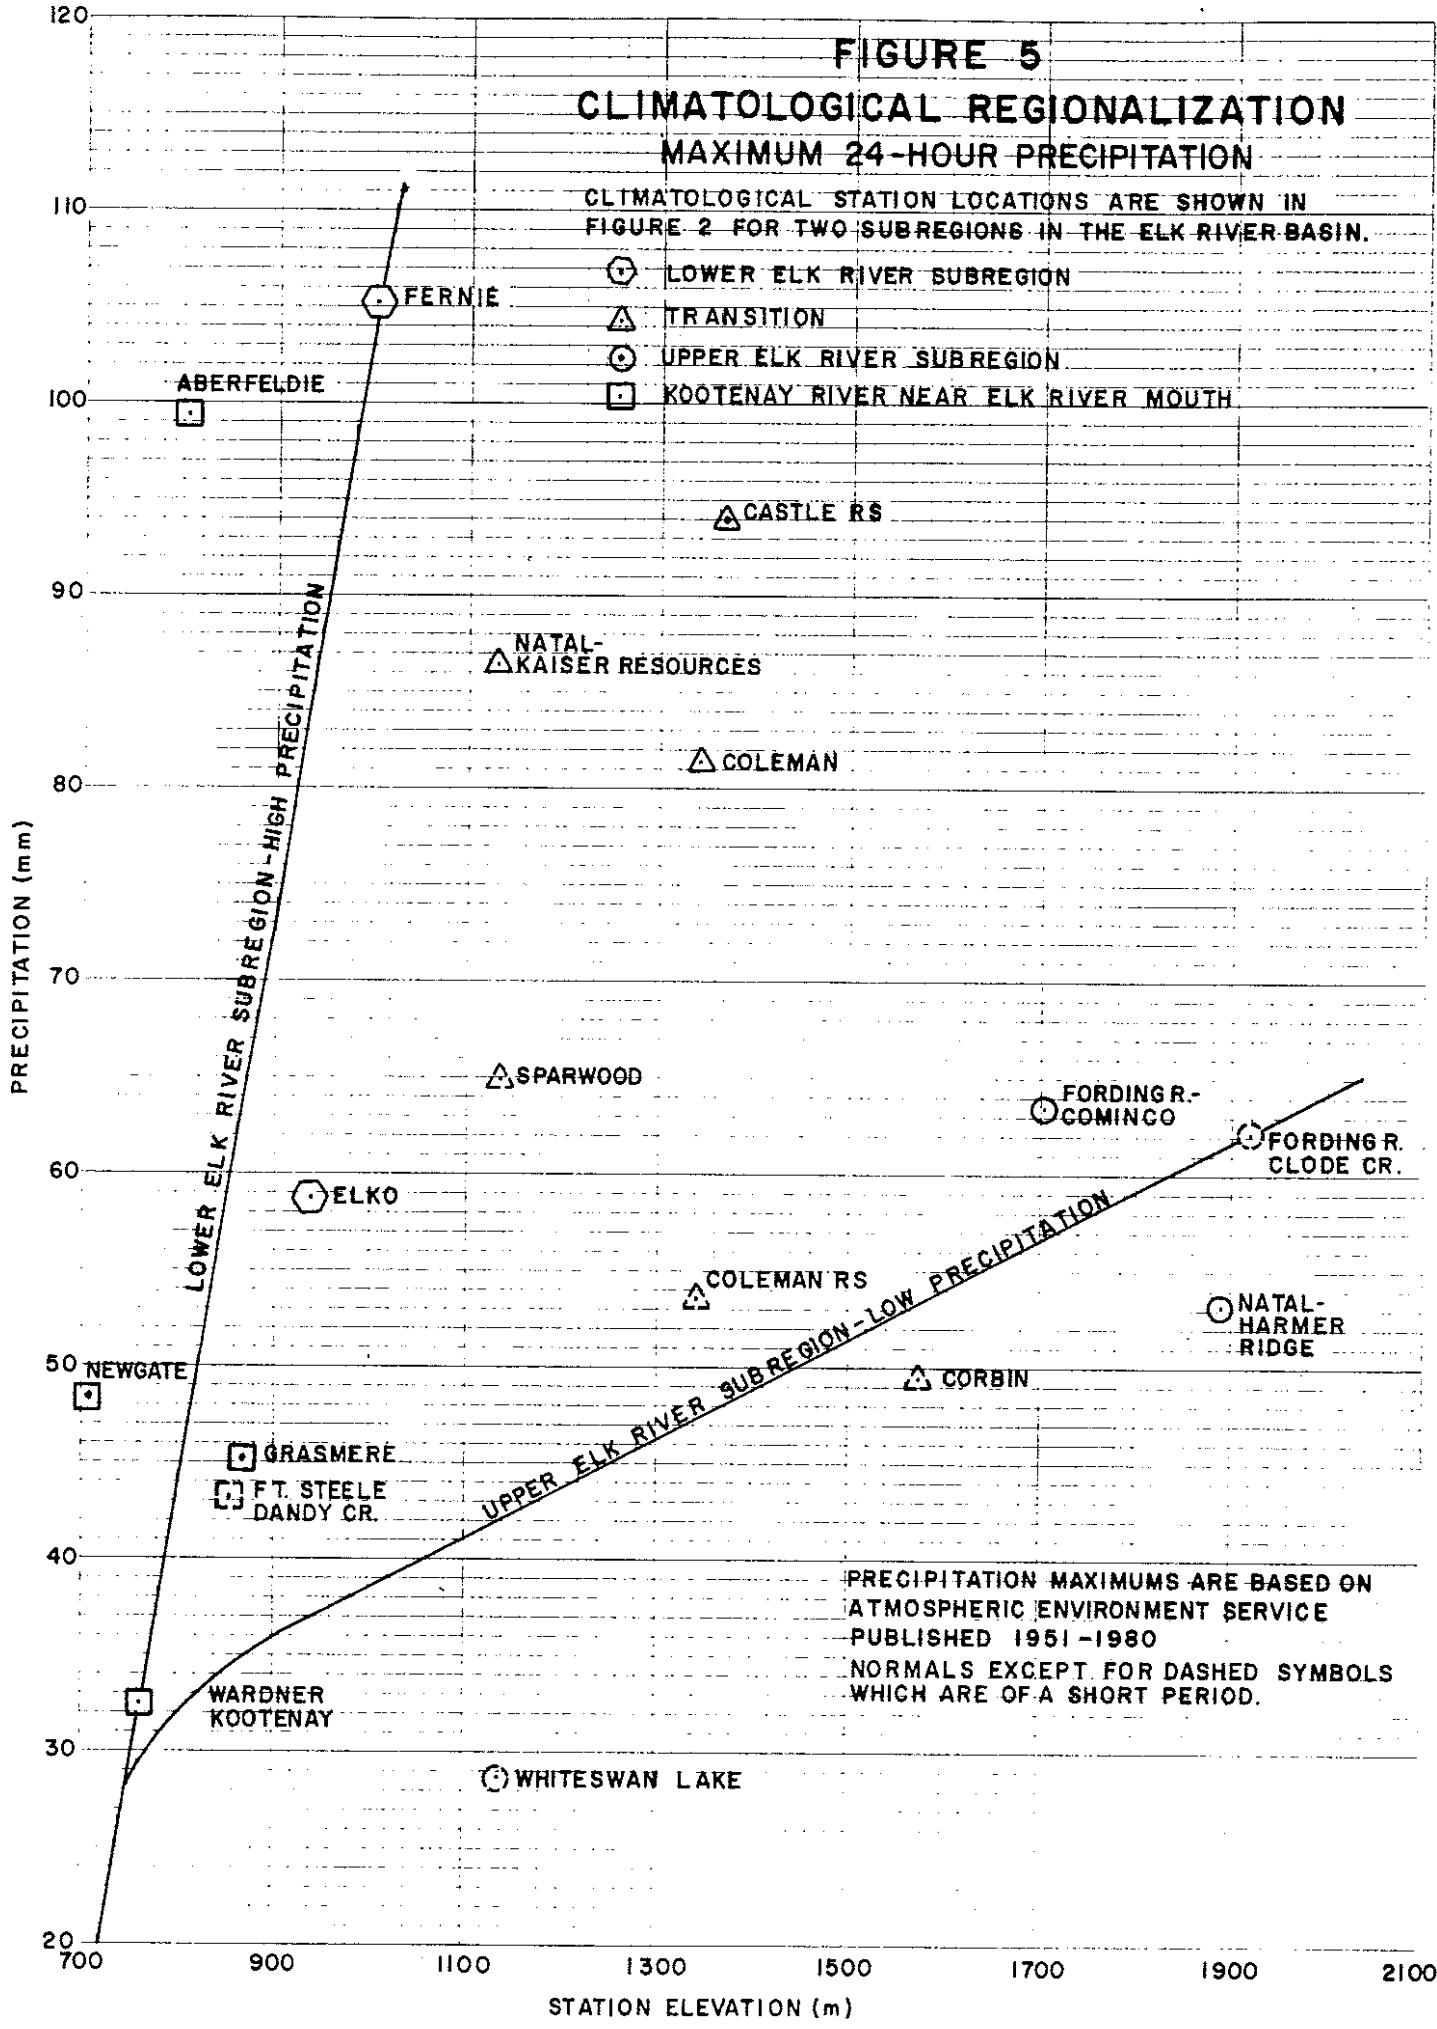 120
FIGURE 5
CLIMATOLOGICAL REGIONALIZATION
MAXIMUM 24-HOUR PRECIPITATION
CLIMATOLOGICAL STATION LOCATIONS ARE SHOWN IN
FIGURE 2 FOR TWO SUBREGIONS IN THE ELK RIVER BASIN.
LOWER ELK RIVER SUBREGION
TRANSITION
UPPER ELK RIVER SUBREGION
KOOTENAY RIVER NEAR ELK RIVER MOUTH
110
FERNIE
ABERFELDIE
100
CASTLE RS
90
NATAL-
KAISER RESOURCES
COLEMAN
80
LOWER ELK RIVER SUBREGION-HIGH PRECIPITATION
PRECIPITATION (mm)
70
SPARWOOD
FORDING R.-
COMINCO
FORDING R.
CLODE CR.
60
ELKO
COLEMAN RS
NATAL-
HARMER
RIDGE
UPPER ELK RIVER SUBREGION-LOW PRECIPITATION
50
NEWGATE
CORBIN
GRASMERE
FT. STEELE
DANDY CR.
40
PRECIPITATION MAXIMUMS ARE BASED ON
ATMOSPHERIC ENVIRONMENT SERVICE
PUBLISHED 1951-1980
NORMALS EXCEPT FOR DASHED SYMBOLS
WHICH ARE OF A SHORT PERIOD.
WARDNER
KOOTENAY
30
WHITESWAN LAKE
20
700 900 1100 1300 1500 1700 1900 2100
STATION ELEVATION (m)